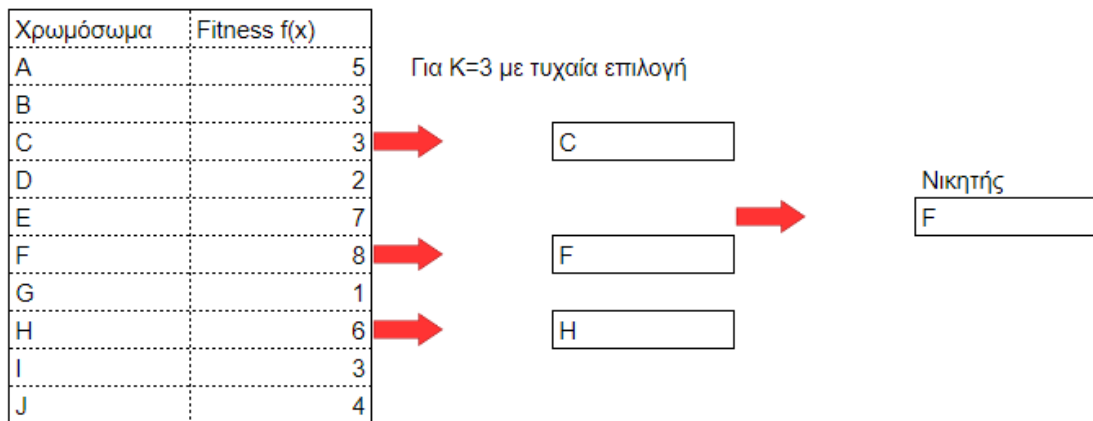 Χρωμόσωμα Fitness f(x)
A 5
Για K=3 με τυχαία επιλογή
B 3
C 3
C
D 2
Νικητής
E 7
F
F 8
F
G 1
H 6
H
I 3
J 4